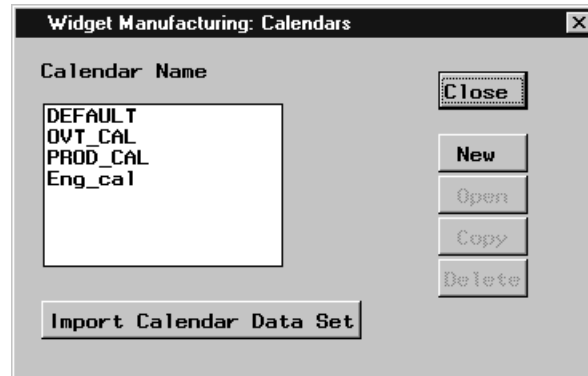 Widget Manufacturing: Calendars
Calendar Name
DEFAULT
OVT_CAL
PROD_CAL
Eng_cal
Close
New
Open
Copy
Delete
Import Calendar Data Set